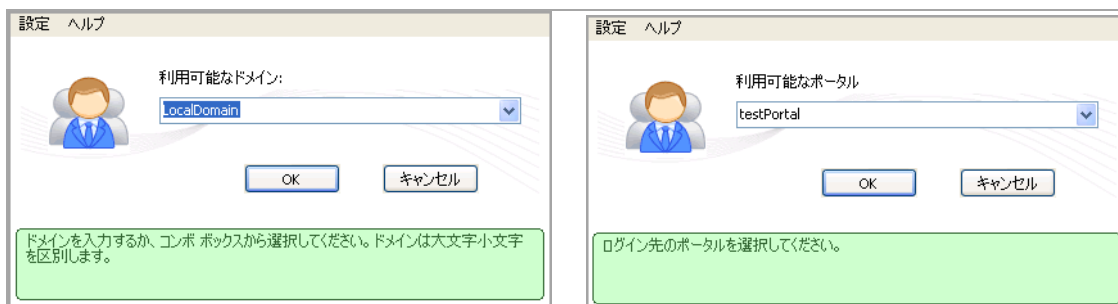 設定 ヘルプ
利用可能なドメイン:
LocalDomain
OK キャンセル
ドメインを入力するか、コンボ ボックスから選択してください。ドメインは大文字小文字
を区別します。
設定 ヘルプ
利用可能なポータル
testPortal
OK キャンセル
ログイン先のポータルを選択してください。